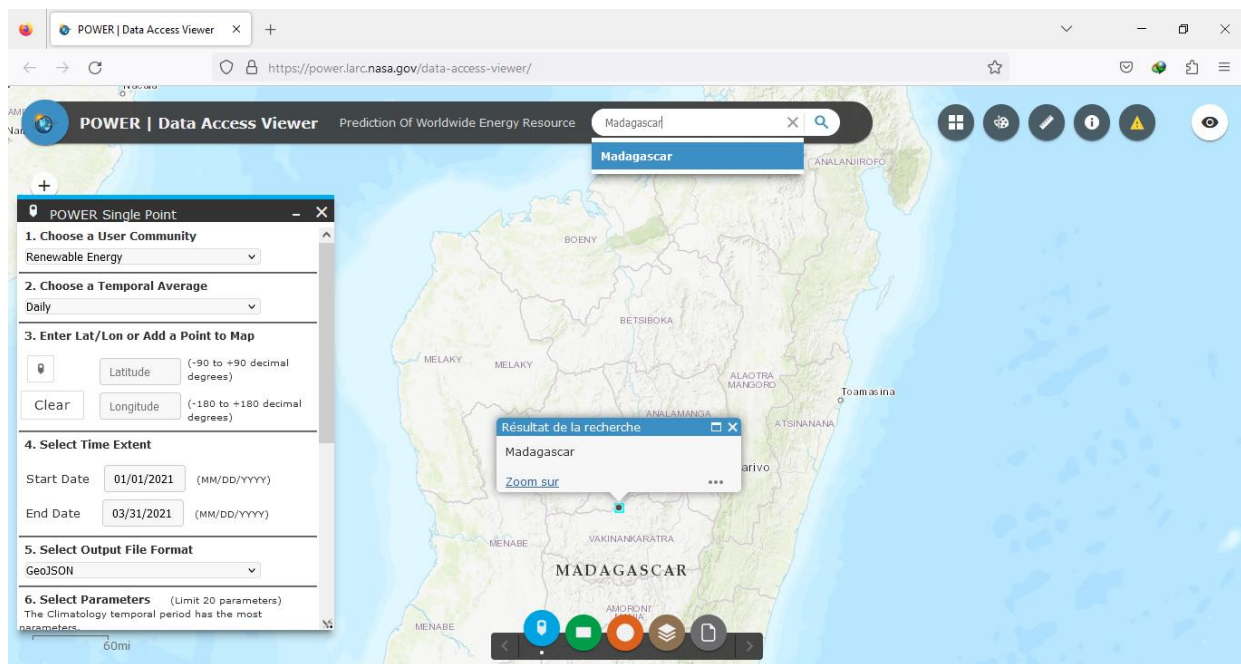 POWER | Data Access Viewer
https://power.larc.nasa.gov/data-access-viewer/
POWER | Data Access Viewer
Prediction Of Worldwide Energy Resource
Madagascar
Madagascar
ANALANJIROFO
POWER Single Point
1. Choose a User Community
Renewable Energy
2. Choose a Temporal Average
Daily
3. Enter Lat/Lon or Add a Point to Map
Latitude
(-90 to +90 decimal
degrees)
Clear
Longitude
(-180 to +180 decimal
degrees)
4. Select Time Extent
Start Date
01/01/2021
(MM/DD/YYYY)
End Date
03/31/2021
(MM/DD/YYYY)
5. Select Output File Format
GeoJSON
6. Select Parameters (Limit 20 parameters)
The Climatology temporal period has the most
parameters.
60mi
BOENY
BETSIBOKA
MELAKY
MELAKY
ALAOTRA
MANGORO
Toamasina
ANALAMANGA
ATSINANANA
Résultat de la recherche
Madagascar
Zoom sur
arivo
MENABE
VAKINANKARATRA
MADAGASCAR
AMORON'I
MENABE